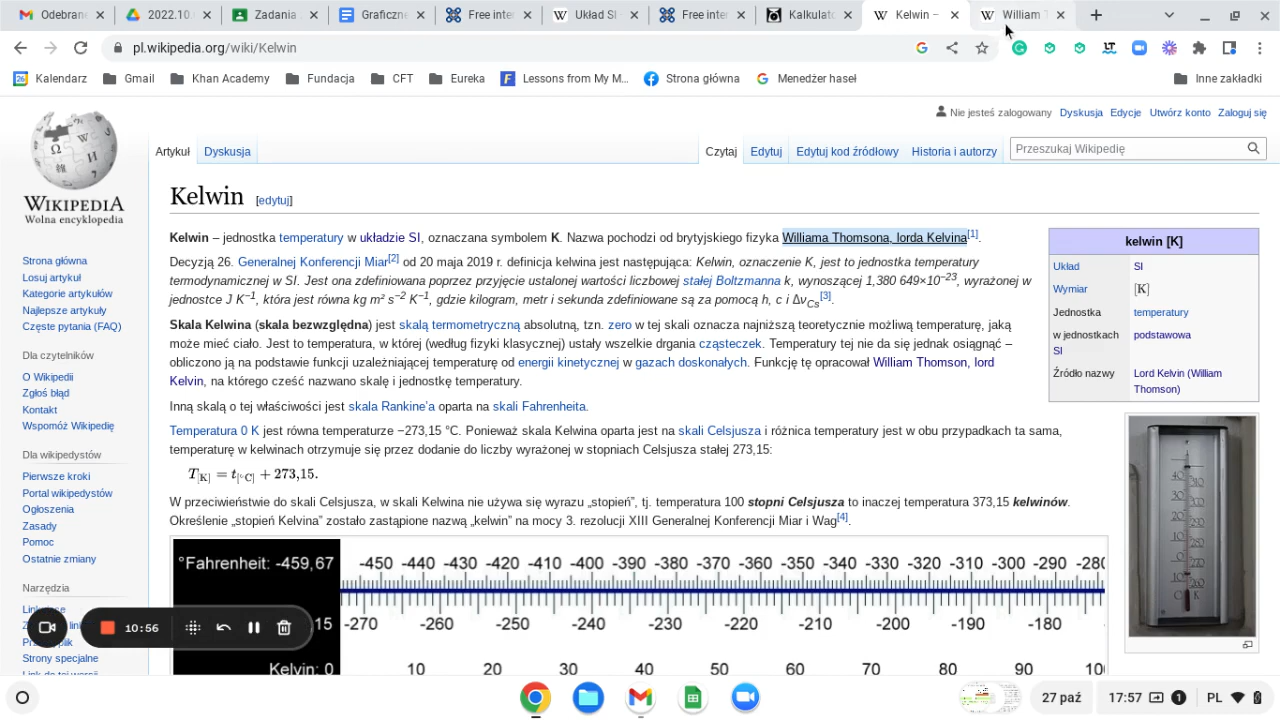 Odebrane
2022.10.
Zadania
Graficzne
Free inte
Układ SI
Free inte
Kalkulato
Kelwin –
William T
pl.wikipedia.org/wiki/Kelwin
Kalendarz
Gmail
Khan Academy
Fundacja
CFT
Eureka
Lessons from My M...
Strona główna
Menedżer haseł
Inne zakładki
Nie jesteś zalogowany Dyskusja Edycje Utwórz konto Zaloguj się
Artykuł Dyskusja
Czytaj Edytuj Edytuj kod źródłowy Historia i autorzy
Przeszukaj Wikipedię
WIKIPEDIA
Wolna encyklopedia
Strona główna
Losuj artykuł
Kategorie artykułów
Najlepsze artykuły
Częste pytania (FAQ)
Dla czytelników
O Wikipedii
Zgłoś błąd
Kontakt
Wspomóż Wikipedię
Dla wikipedystów
Pierwsze kroki
Portal wikipedystów
Ogłoszenia
Zasady
Pomoc
Ostatnie zmiany
Narzędzia
Strony specjalne
Kelwin [edytuj]
Kelwin – jednostka temperatury w układzie SI, oznaczana symbolem K. Nazwa pochodzi od brytyjskiego fizyka Williama Thomsona, lorda Kelvina[1].
Decyzją 26. Generalnej Konferencji Miar[2] od 20 maja 2019 r. definicja kelwina jest następująca: Kelwin, oznaczenie K, jest to jednostka temperatury
termodynamicznej w SI. Jest ona zdefiniowana poprzez przyjęcie ustalonej wartości liczbowej stałej Boltzmanna k, wynoszącej 1,380 649×10−23, wyrażonej w
jednostce J K−1, która jest równa kg m² s−2 K−1, gdzie kilogram, metr i sekunda zdefiniowane są za pomocą h, c i ΔνCs[3].
Skala Kelwina (skala bezwzględna) jest skalą termometryczną absolutną, tzn. zero w tej skali oznacza najniższą teoretycznie możliwą temperaturę, jaką
może mieć ciało. Jest to temperatura, w której (według fizyki klasycznej) ustały wszelkie drgania cząsteczek. Temperatury tej nie da się jednak osiągnąć –
obliczono ją na podstawie funkcji uzależniającej temperaturę od energii kinetycznej w gazach doskonałych. Funkcję tę opracował William Thomson, lord
Kelvin, na którego cześć nazwano skalę i jednostkę temperatury.
Inną skalą o tej właściwości jest skala Rankine'a oparta na skali Fahrenheita.
Temperatura 0 K jest równa temperaturze −273,15 °C. Ponieważ skala Kelwina oparta jest na skali Celsjusza i różnica temperatury jest w obu przypadkach ta sama,
temperaturę w kelwinach otrzymuje się przez dodanie do liczby wyrażonej w stopniach Celsjusza stałej 273,15:
T[K] = t[°C] + 273,15.
W przeciwieństwie do skali Celsjusza, w skali Kelwina nie używa się wyrazu „stopień”, tj. temperatura 100 stopni Celsjusza to inaczej temperatura 373,15 kelwinów.
Określenie „stopień Kelvina” zostało zastąpione nazwą „kelwin” na mocy 3. rezolucji XIII Generalnej Konferencji Miar i Wag[4].
kelwin [K]
Układ SI
Wymiar [K]
Jednostka temperatury
w jednostkach SI podstawowa
Źródło nazwy Lord Kelvin (William
Thomson)
°Fahrenheit: -459,67 -450 -440 -430 -420 -410 -400 -390 -380 -370 -360 -350 -340 -330 -320 -310 -300 -290 -280
15 -270 -260 -250 -240 -230 -220 -210 -200 -190 -180
Kelvin: 0 10 20 30 40 50 60 70 80 90 10
10:56
27 paź
17:57
1
PL